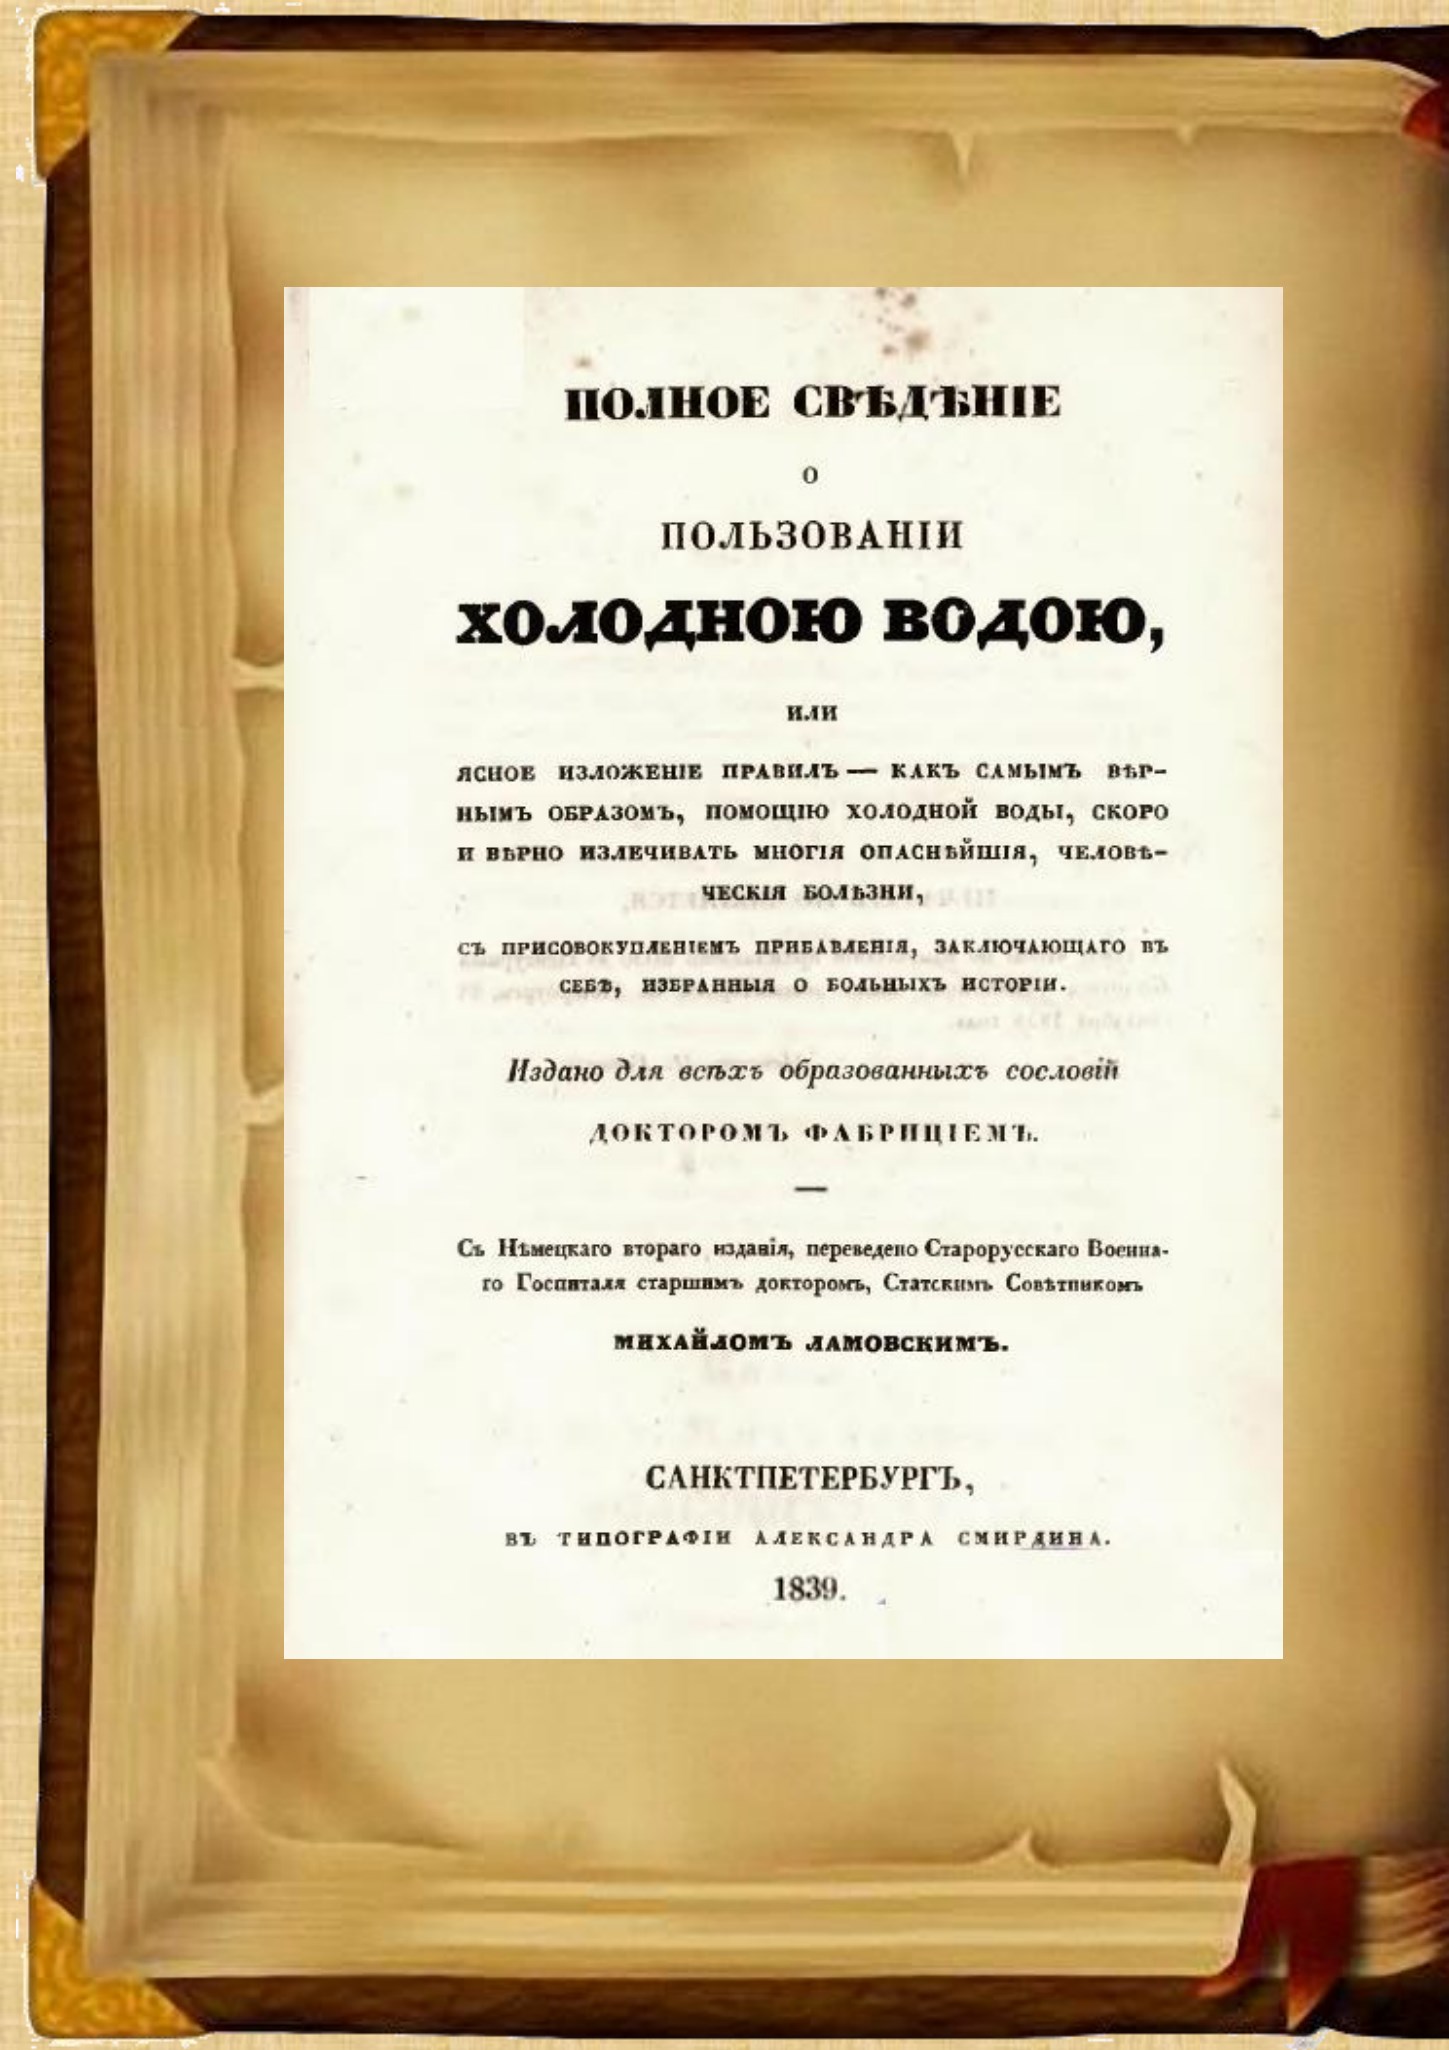 ПОЛНОЕ СВѢДѢНІЕ
О
ПОЛЬЗОВАНІИ
ХОЛОДНОЮ ВОДОЮ,
ИЛИ
ЯСНОЕ ИЗЛОЖЕНІЕ ПРАВИЛЪ — КАКЪ САМЫМЪ ВѢР-
НЫМЪ ОБРАЗОМЪ, ПОМОЩІЮ ХОЛОДНОЙ ВОДЫ, СКОРО
И ВѢРНО ИЗЛЕЧИВАТЬ МНОГІЯ ОПАСНѢЙШІЯ, ЧЕЛОВѢ-
ЧЕСКІЯ БОЛѢЗНИ,
СЪ ПРИСОВОКУПЛЕНІЕМЪ ПРИБАВЛЕНІЯ, ЗАКЛЮЧАЮЩАГО ВЪ
СЕБѢ, ИЗБРАННЫЯ О БОЛЬНЫХЪ ИСТОРІИ.
Издано для всѣхъ образованныхъ сословій
ДОКТОРОМЪ ФАБРИЦІЕМЪ.
—
Съ Нѣмецкаго втораго изданія, переведено Старорусскаго Военна-
го Госпиталя старшимъ докторомъ, Статскимъ Совѣтникомъ
МИХАЙЛОМЪ ЛАМОВСКИМЪ.
САНКТПЕТЕРБУРГЪ,
ВЪ ТИПОГРАФІИ АЛЕКСАНДРА СМИРДИНА.
1839.